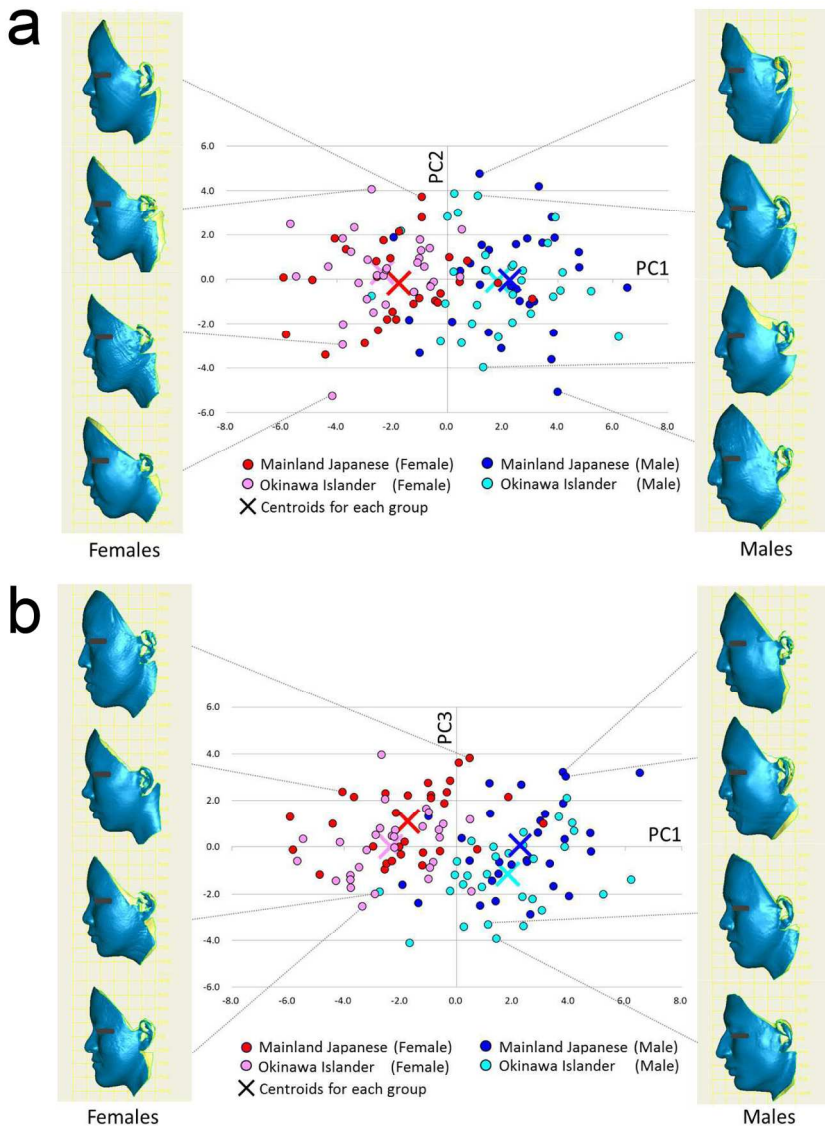 a
PC2
6.0
4.0
2.0
PC1
0.0
-2.0
-4.0
-6.0
-8.0 -6.0 -4.0 -2.0 0.0 2.0 4.0 6.0 8.0
Mainland Japanese (Female) Mainland Japanese (Male)
Okinawa Islander (Female) Okinawa Islander (Male)
Centroids for each group
Females
Males
b
PC3
6.0
4.0
2.0
PC1
0.0
-2.0
-4.0
-6.0
-8.0 -6.0 -4.0 -2.0 0.0 2.0 4.0 6.0 8.0
Mainland Japanese (Female) Mainland Japanese (Male)
Okinawa Islander (Female) Okinawa Islander (Male)
Centroids for each group
Females
Males